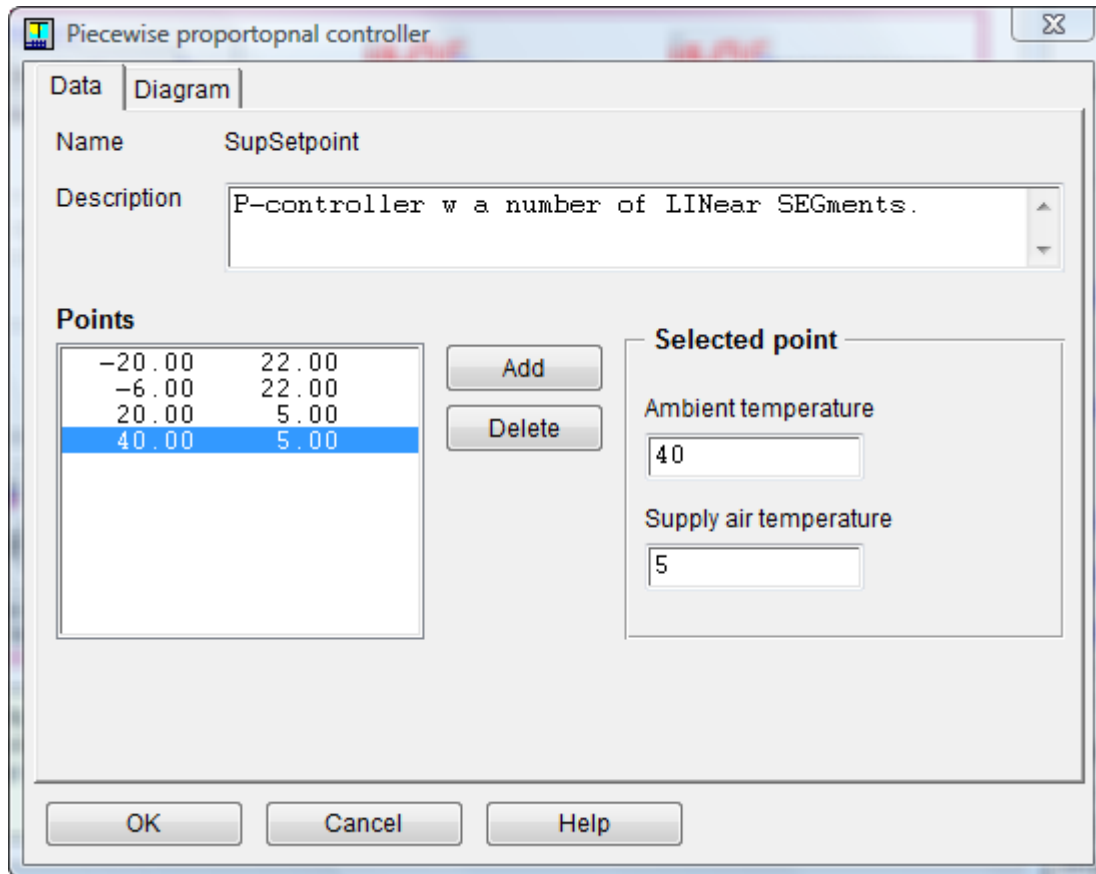 Piecewise proportopnal controller
Data Diagram
Name SupSetpoint
Description P-controller w a number of LINear SEGments.
Points
-20.00 22.00
-6.00 22.00
20.00 5.00
40.00 5.00
Add
Delete
Selected point
Ambient temperature
40
Supply air temperature
5
OK Cancel Help